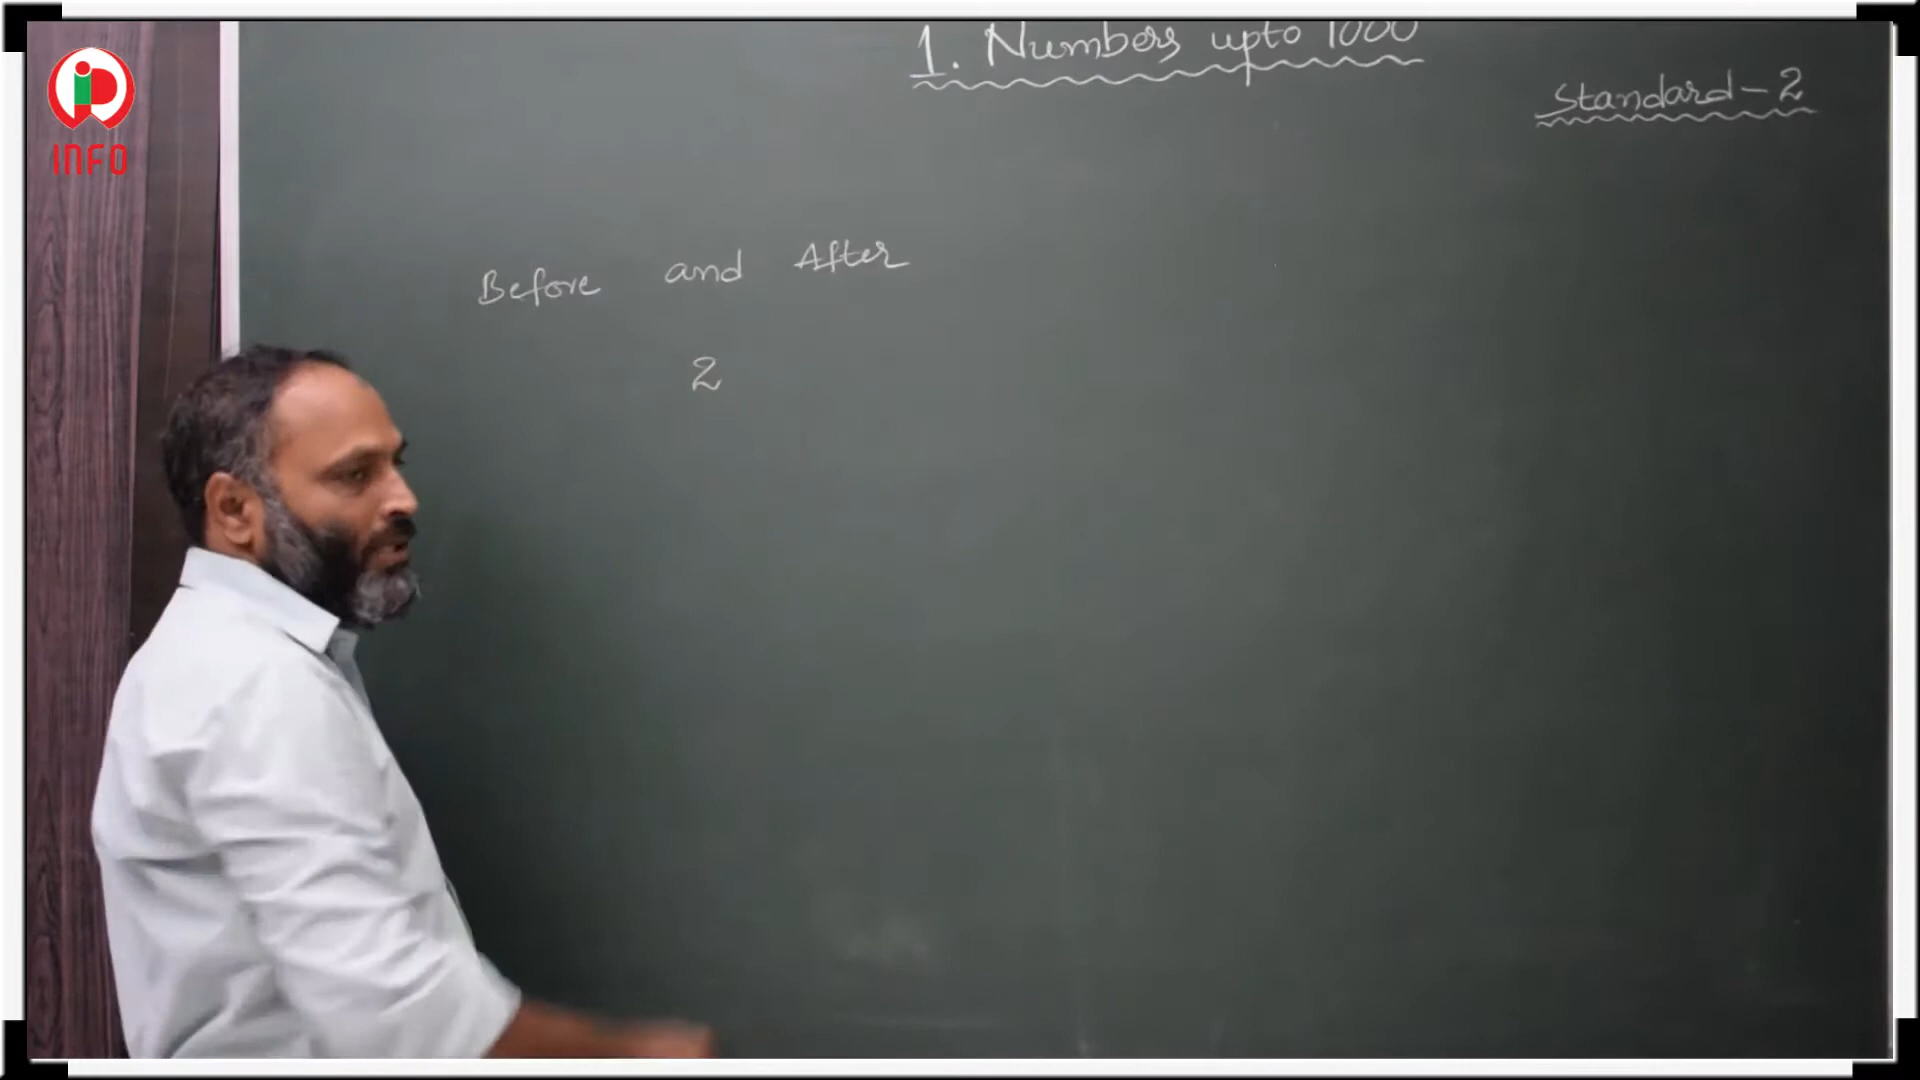 1. Numbers upto 1000
Standard-2
INFO
Before and After
2